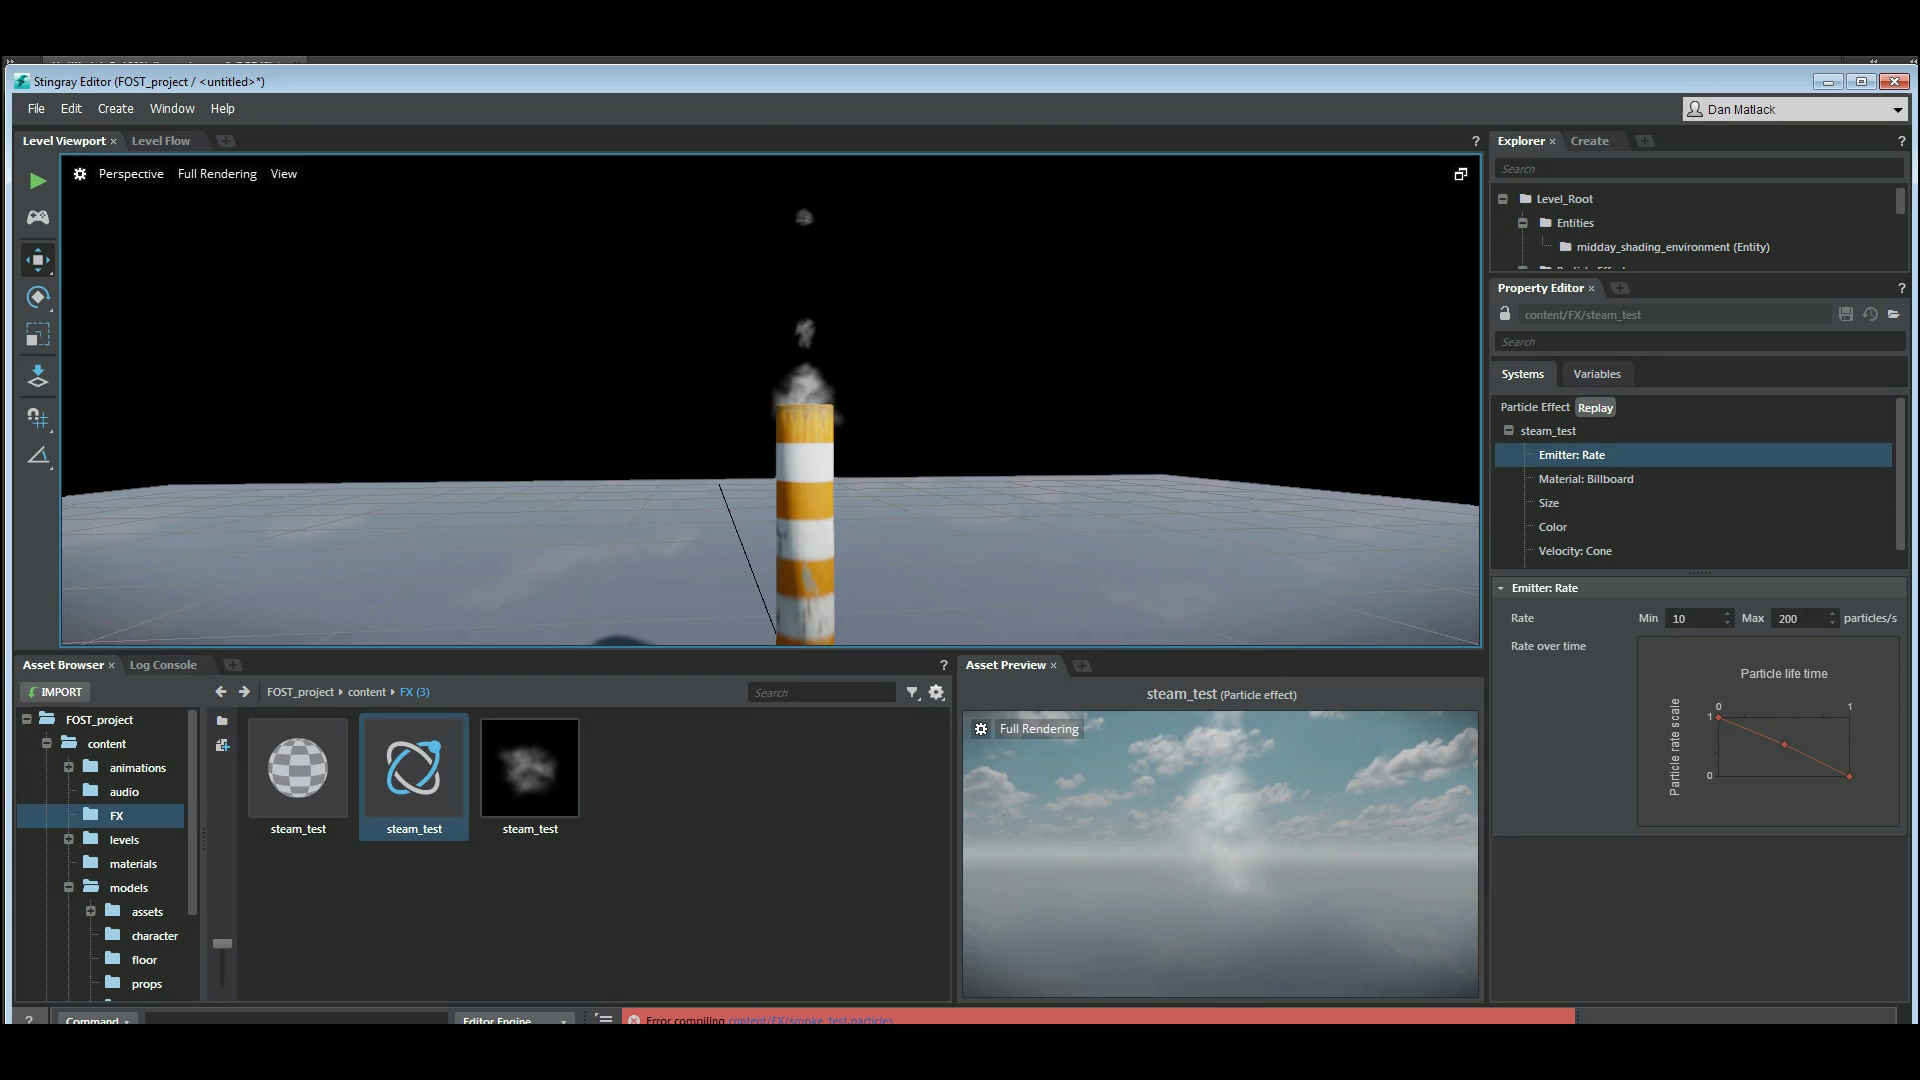 Stingray Editor (FOST_project / <untitled>*)
File Edit Create Window Help
Dan Matlack
Level Viewport × Level Flow
?
Perspective Full Rendering View
Explorer × Create
?
Search
Level_Root
Entities
midday_shading_environment (Entity)
Property Editor ×
?
content/FX/steam_test
Search
Systems Variables
Particle Effect Replay
steam_test
Emitter: Rate
Material: Billboard
Size
Color
Velocity: Cone
Emitter: Rate
Rate Min 10 Max 200 particles/s
Rate over time
Particle life time
0 1
1
Particle rate scale
0
Asset Browser × Log Console
?
IMPORT
FOST_project content FX (3)
Search
FOST_project
content
animations
audio
FX
levels
materials
models
assets
character
floor
props
steam_test steam_test steam_test
Asset Preview ×
steam_test (Particle effect)
Full Rendering
? Command Editor Engine
Error compiling content/FX/smoke_test.particles